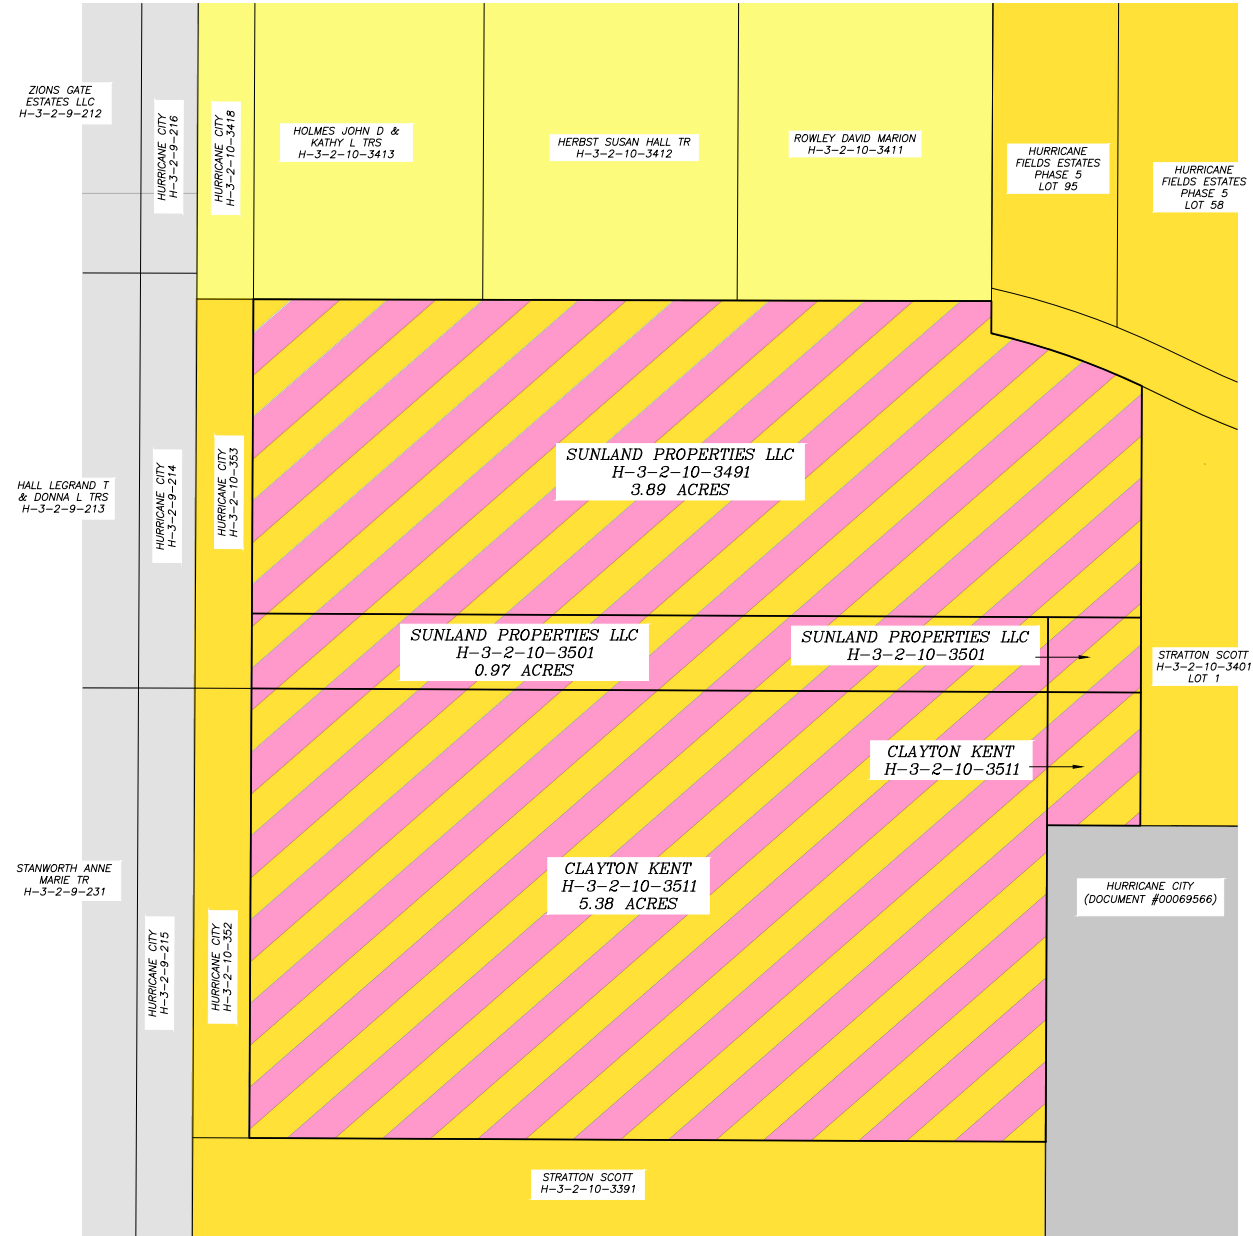 ZIONS GATE
ESTATES LLC
H-3-2-9-212
HURRICANE CITY
H-3-2-9-216
HURRICANE CITY
H-3-2-10-3418
HOLMES JOHN D &
KATHY L TRS
H-3-2-10-3413
HERBST SUSAN HALL TR
H-3-2-10-3412
ROWLEY DAVID MARION
H-3-2-10-3411
HURRICANE
FIELDS ESTATES
PHASE 5
LOT 95
HURRICANE
FIELDS ESTATES
PHASE 5
LOT 58
HALL LEGRAND T
& DONNA L TRS
H-3-2-9-213
HURRICANE CITY
H-3-2-9-214
HURRICANE CITY
H-3-2-10-353
SUNLAND PROPERTIES LLC
H-3-2-10-3491
3.89 ACRES
SUNLAND PROPERTIES LLC
H-3-2-10-3501
0.97 ACRES
SUNLAND PROPERTIES LLC
H-3-2-10-3501
STRATTON SCOTT
H-3-2-10-3401
LOT 1
CLAYTON KENT
H-3-2-10-3511
STANWORTH ANNE
MARIE TR
H-3-2-9-231
HURRICANE CITY
H-3-2-9-215
HURRICANE CITY
H-3-2-10-352
CLAYTON KENT
H-3-2-10-3511
5.38 ACRES
HURRICANE CITY
(DOCUMENT #00069566)
STRATTON SCOTT
H-3-2-10-3391